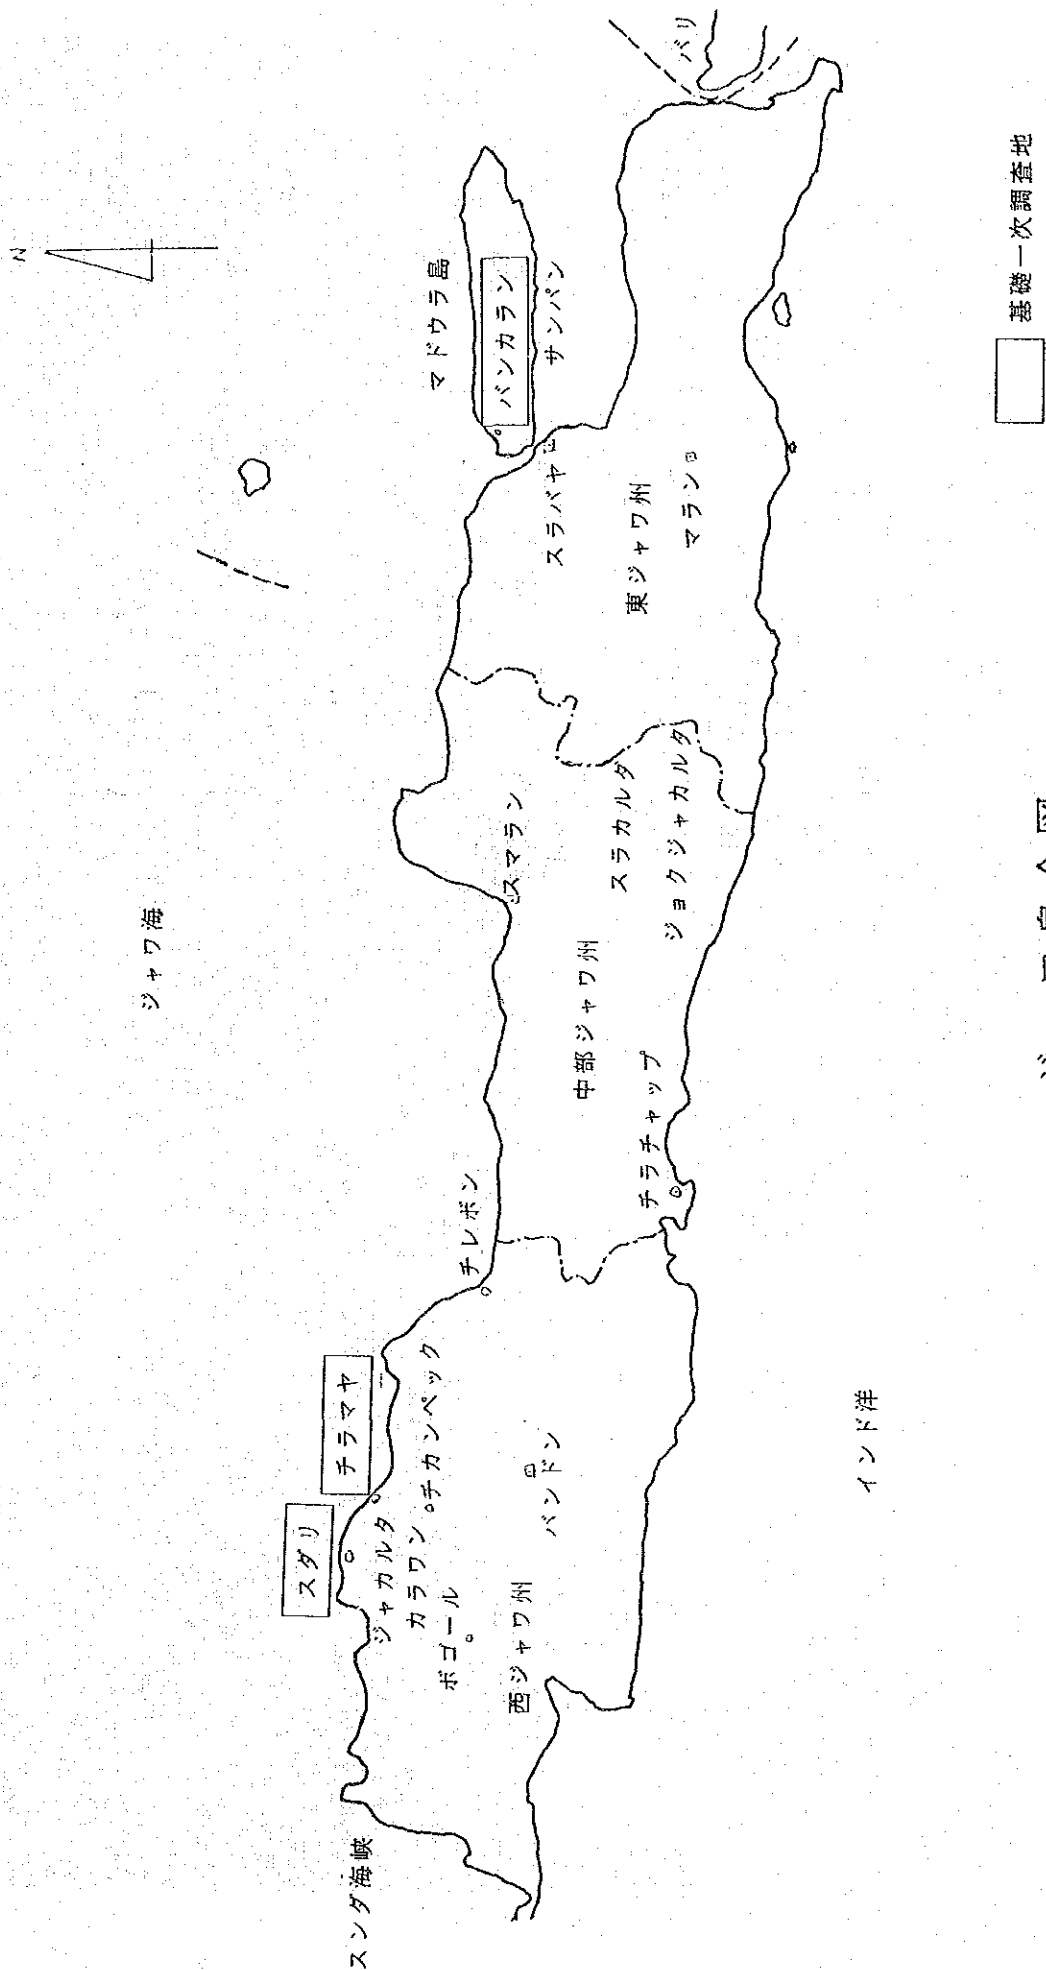 N
ジャワ海
マドウラ島
バンカラン
サンパン
バリ
スダリ
チラマヤ
ジャカルタ
カラワン
チカンペック
ボゴール
チレボン
スマラン
スラバヤ
スンダ海峡
西ジャワ州
バンドン
中部ジャワ州
チラチャップ
スラカルタ
ジョクジャカルタ
東ジャワ州
マラン
インド洋
基礎一次調査地